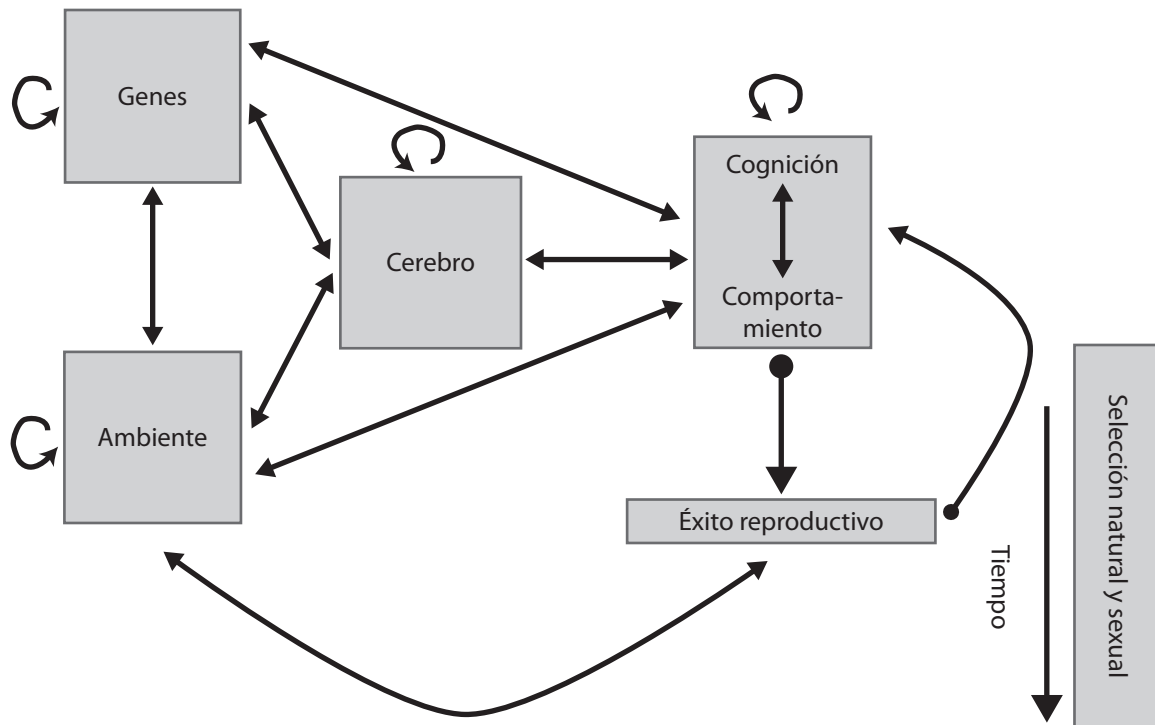 Genes
Cognición
Cerebro
Comporta-
miento
Ambiente
Éxito reproductivo
Tiempo
Selección natural y sexual